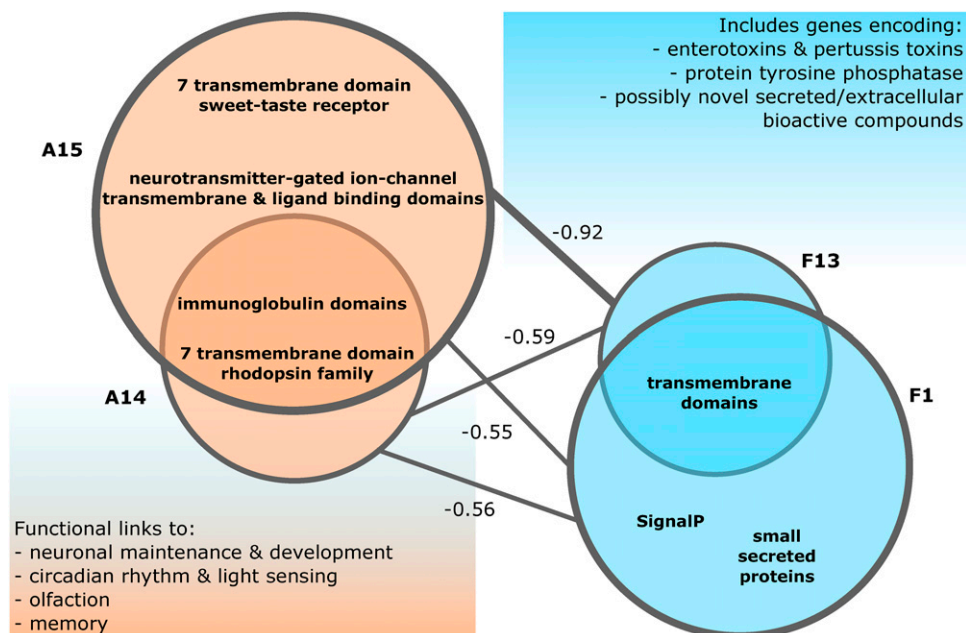 Includes genes encoding:
- enterotoxins & pertussis toxins
- protein tyrosine phosphatase
- possibly novel secreted/extracellular
bioactive compounds
7 transmembrane domain
sweet-taste receptor
A15
neurotransmitter-gated ion-channel
transmembrane & ligand binding domains
-0.92
F13
immunoglobulin domains
-0.59
7 transmembrane domain
rhodopsin family
A14
transmembrane
domains
F1
-0.55
-0.56
SignalP
small
secreted
proteins
Functional links to:
- neuronal maintenance & development
- circadian rhythm & light sensing
- olfaction
- memory